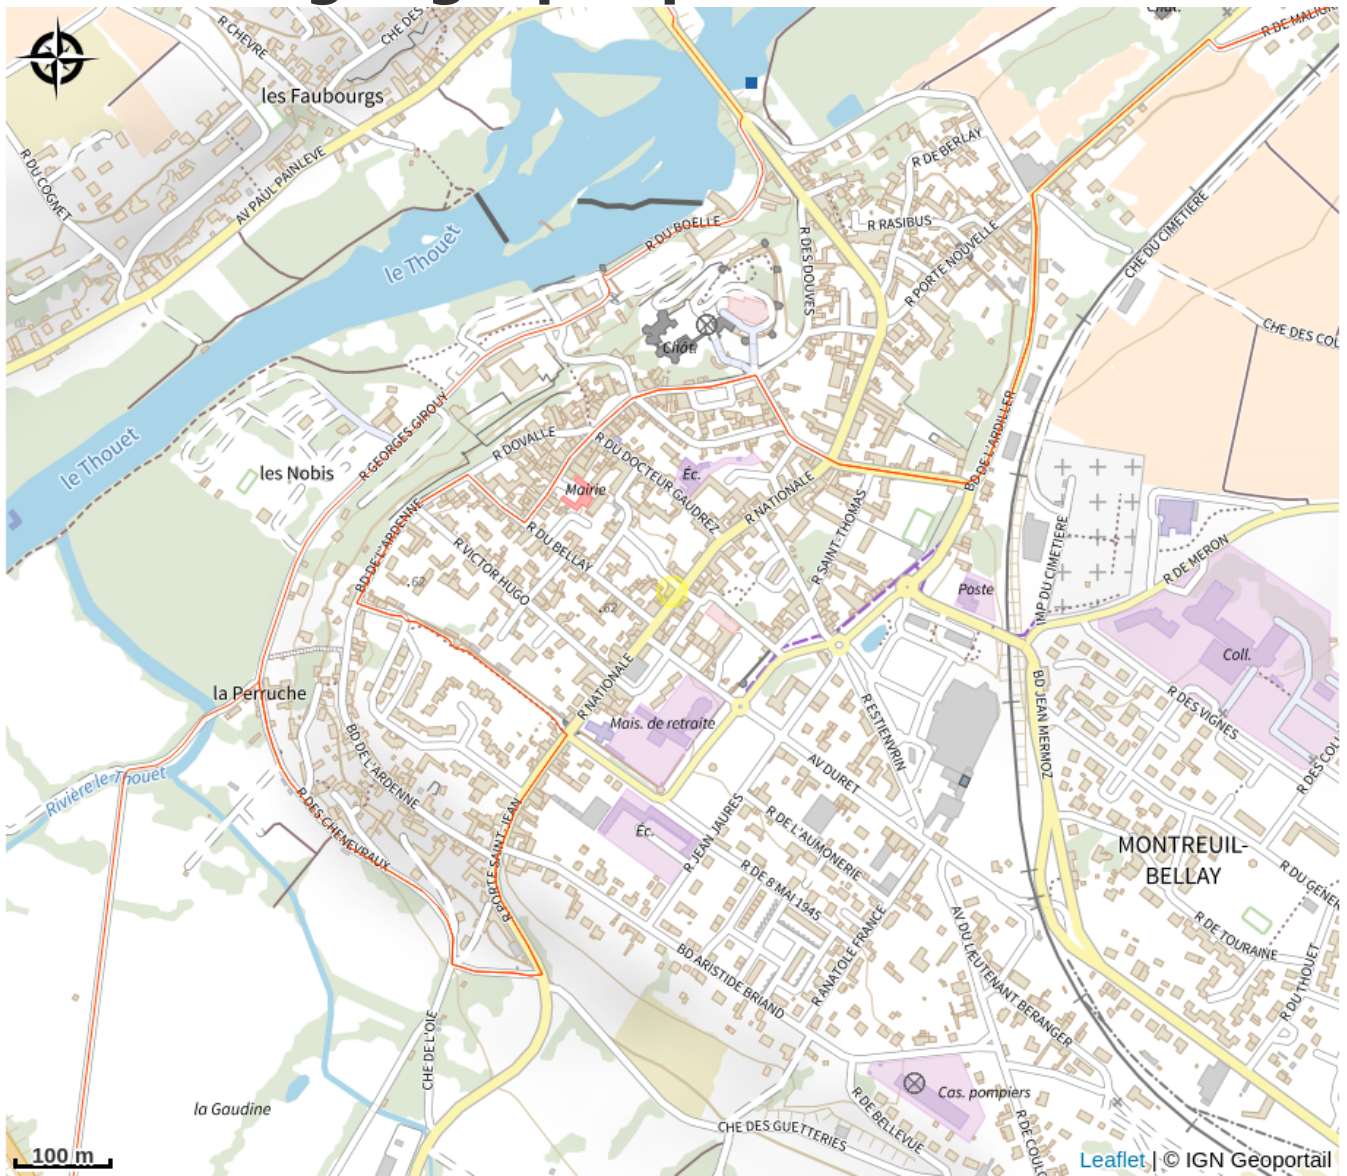 R CHEVRE
CHE DES
Chât.
R DE MALIGN
les Faubourgs
R DU COGNET
AV PAUL PAINLEVE
R DE BERLAY
R RASIBUS
R DU BOELLE
R PORTE NOUVELLE
R DES DOUVES
CHE DU CIMETIERE
le Thouet
CHE DES COU
Chât.
R GEORGES GIROUY
BD DE L'ARDILLER
R DOVALLE
R DU DOCTEUR GAUDREZ
le Thouet
les Nobis
Éc.
Mairie
R NATIONALE
R DU BELLAY
R SAINT-THOMAS
BD DE L'ARDENNE
R VICTOR HUGO
.62
.62
Poste
IMP DU CIMETIERE
R DE MERON
Coll.
R NATIONALE
la Perruche
Mais. de retraite
R ESTIENVRIN
BD JEAN MERMOZ
R DES VIGNES
R DES COLL
Rivière le Thouet
BD DE L'ARDENNE
AV DURET
R DES CHENEVRAUX
R PORTE SAINT-JEAN
Éc.
R JEAN JAURES
R DE L'AUMONERIE
R DE 8 MAI 1945
MONTREUIL-
BELLAY
R DU GENER
R DE TOURAINE
R DU THOUET
BD ARISTIDE BRIAND
R ANATOLE FRANCE
AV DU LIEUTENANT BERANGER
CHE DE L'OIE
la Gaudine
Cas. pompiers
R DE BELLEVUE
CHE DES GUETTERIES
R DE COULO
100 m
Leaflet | © IGN Geoportail